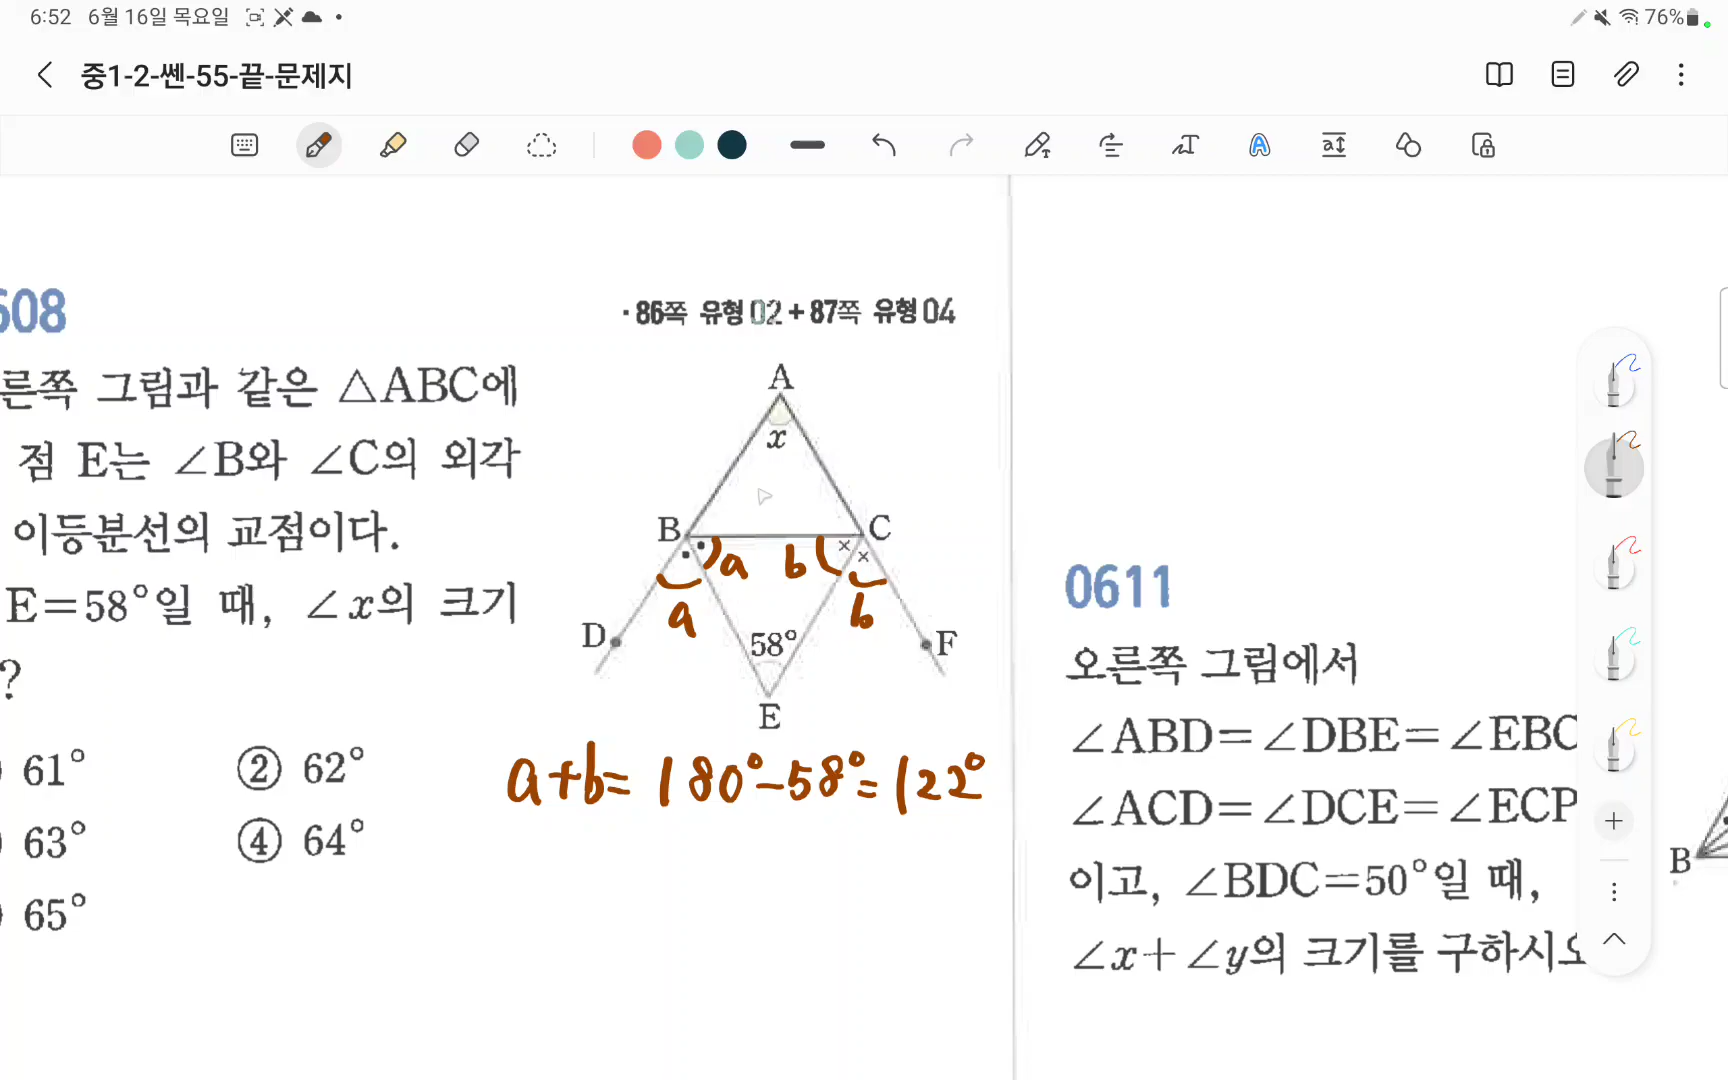 6:52 6월 16일 목요일
76%
중1-2-쎈-55-끝-문제지
608
· 86쪽 유형 02 + 87쪽 유형 04
른쪽 그림과 같은 △ABC에
점 E는 ∠B와 ∠C의 외각
이등분선의 교점이다.
E=58°일 때, ∠x의 크기
?
61° ② 62°
63° ④ 64°
65°
A
x
B C
a b
a b
D 58° F
E
a+b= 180°-58°=122°
0611
오른쪽 그림에서
∠ABD=∠DBE=∠EBC
∠ACD=∠DCE=∠ECP
이고, ∠BDC=50°일 때,
∠x+∠y의 크기를 구하시오
B